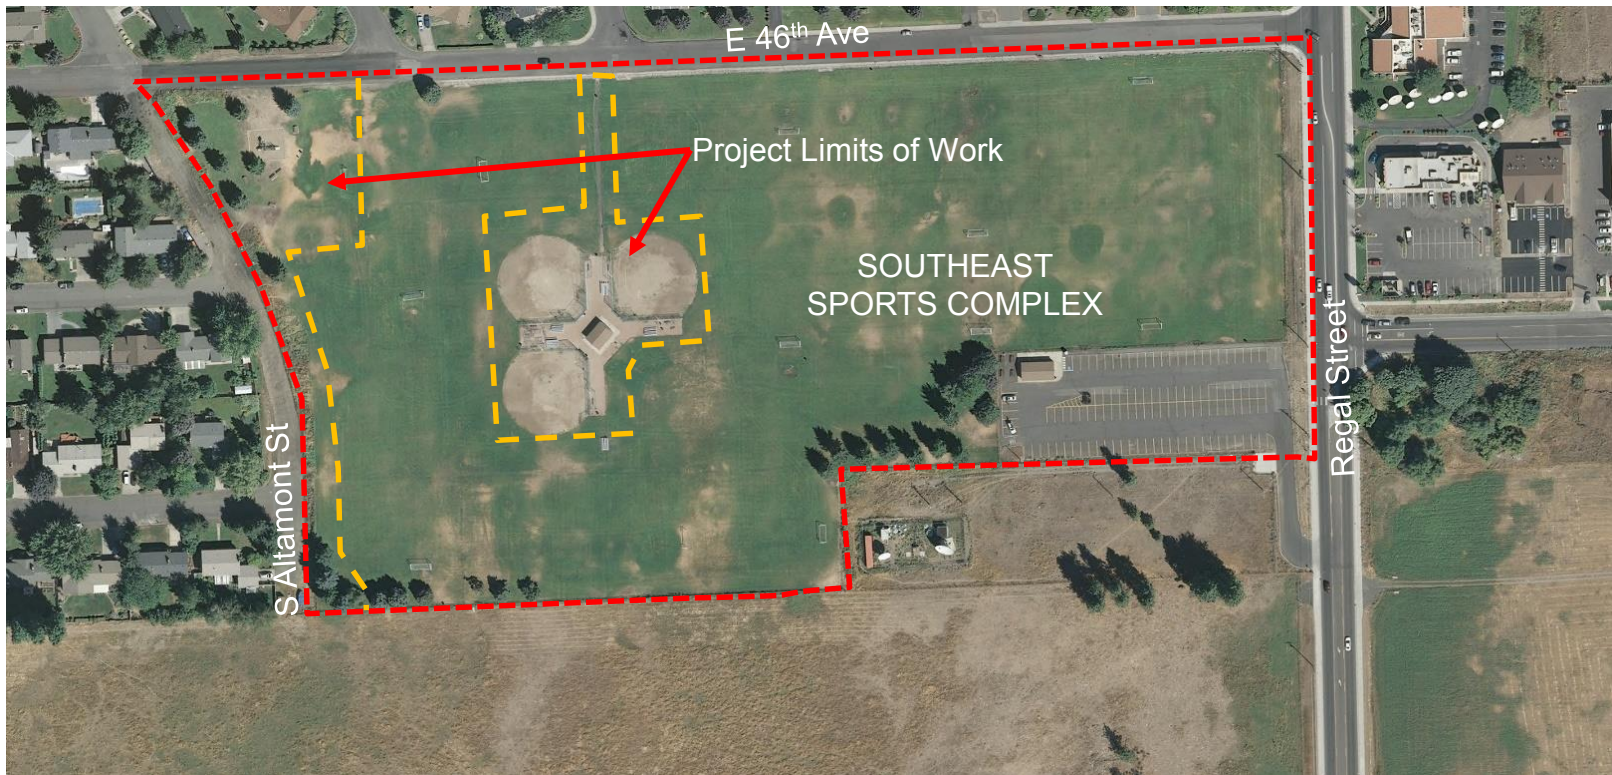 E 46th Ave
Project Limits of Work
SOUTHEAST
SPORTS COMPLEX
Regal Street
S Altamont St